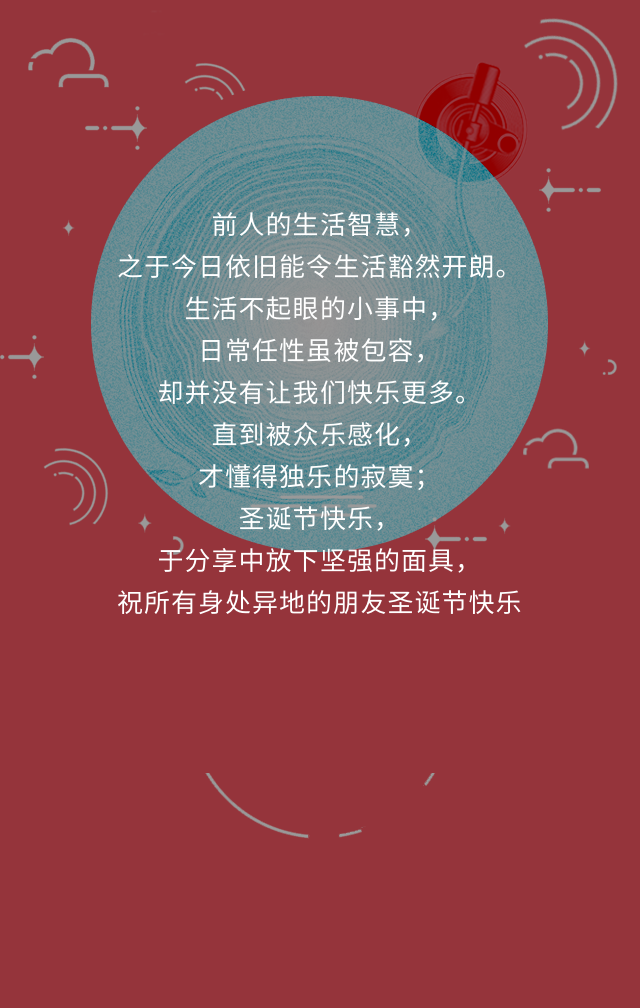 前人的生活智慧，
之于今日依旧能令生活豁然开朗。
生活不起眼的小事中，
日常任性虽被包容，
却并没有让我们快乐更多。
直到被众乐感化，
才懂得独乐的寂寞；
圣诞节快乐，
于分享中放下坚强的面具，
祝所有身处异地的朋友圣诞节快乐